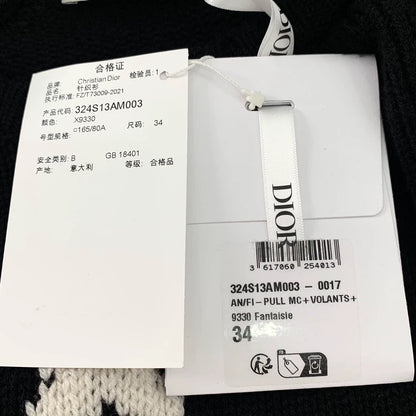 合格证
品牌: Christian Dior 检验员: 1
品名: 针织衫
执行标准: FZ/T73009-2021
产品代码: 324S13AM003
颜色: X9330 尺码: 34
号型规格: □165/80A
安全类别: B GB 18401
产地: 意大利 等级: 合格品
DIOR
DIOR
3 617060 254013
324S13AM003 - 0017
AN/FI-PULL MC+VOLANTS+
9330 Fantaisie
34